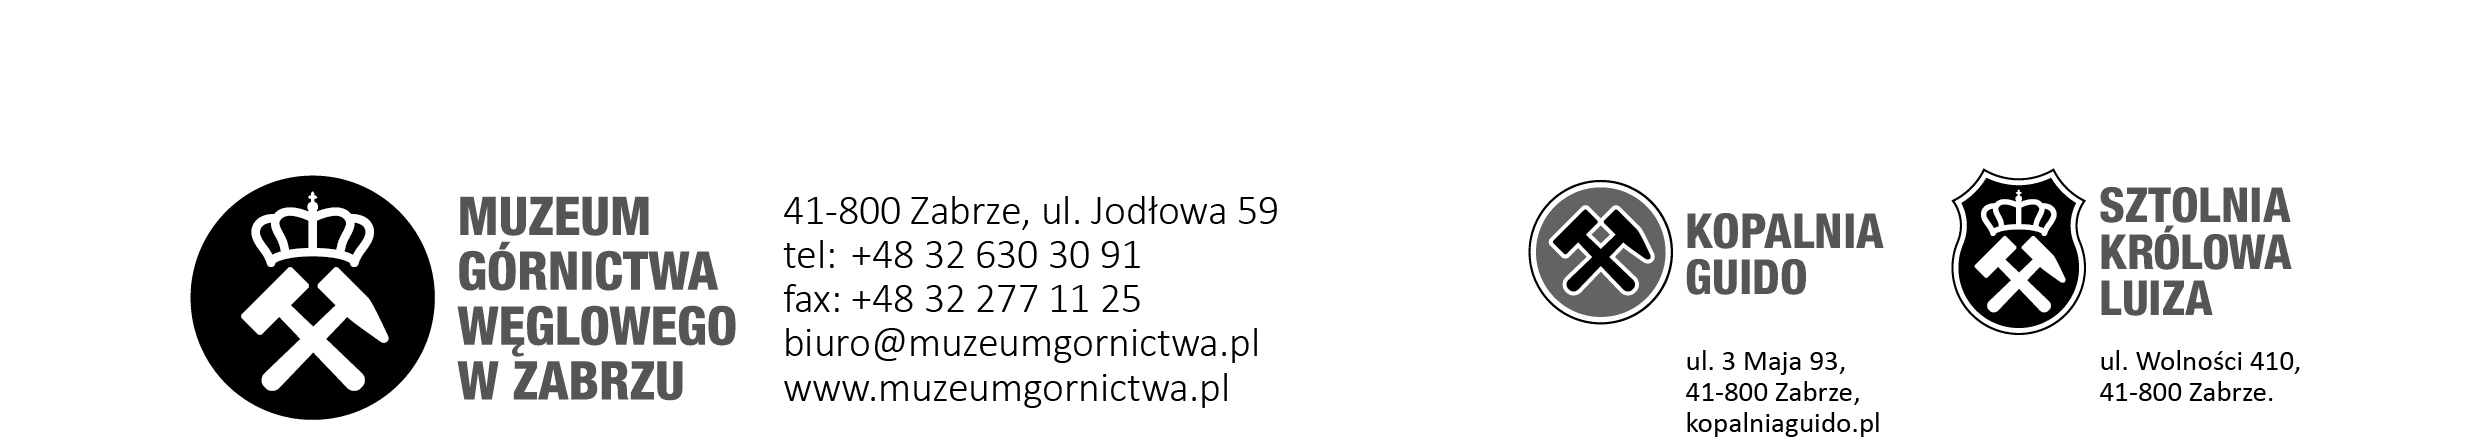 MUZEUM
GÓRNICTWA
WĘGLOWEGO
W ZABRZU
41-800 Zabrze, ul. Jodłowa 59
tel: +48 32 630 30 91
fax: +48 32 277 11 25
biuro@muzeumgornictwa.pl
www.muzeumgornictwa.pl
KOPALNIA
GUIDO
ul. 3 Maja 93,
41-800 Zabrze,
kopalniaguido.pl
SZTOLNIA
KRÓLOWA
LUIZA
ul. Wolności 410,
41-800 Zabrze.